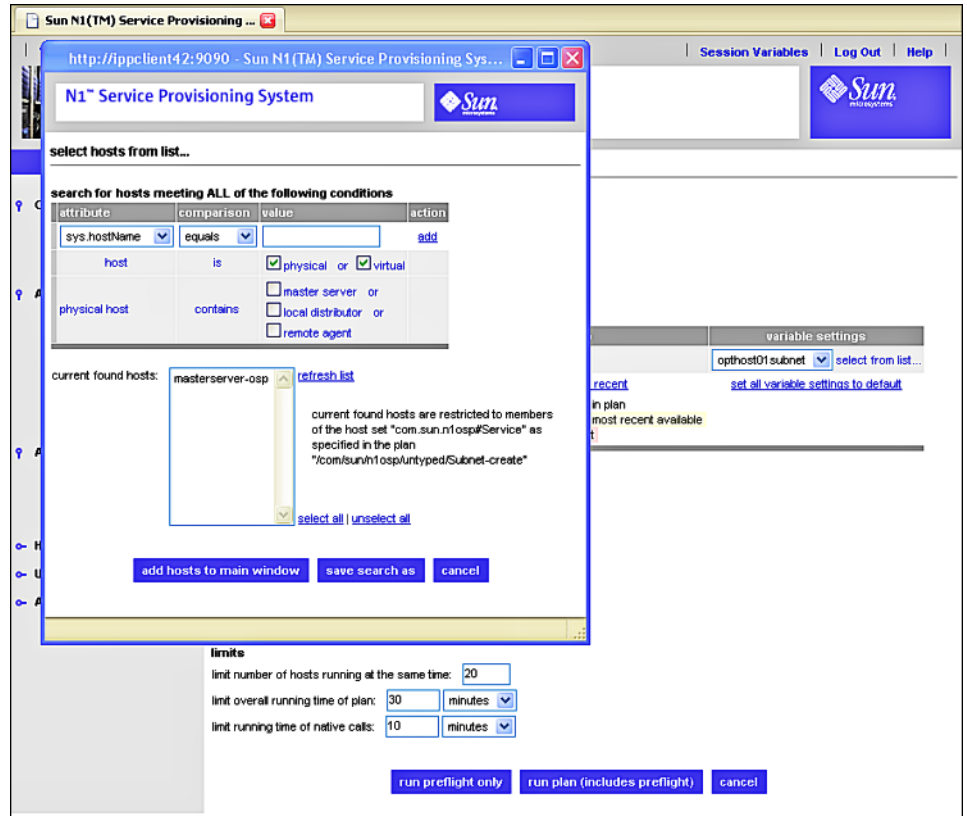 Sun N1(TM) Service Provisioning ...
Session Variables | Log Out | Help
Sun
microsystems
http://ippclient42:9090 - Sun N1(TM) Service Provisioning Sys...
N1™ Service Provisioning System
Sun
microsystems
select hosts from list...
search for hosts meeting ALL of the following conditions
attribute comparison value action
sys.hostName equals add
host is physical or virtual
physical host contains master server or
local distributor or
remote agent
current found hosts: masterserver-osp refresh list
current found hosts are restricted to members
of the host set "com.sun.n1osp#Service" as
specified in the plan
"/com/sun/n1osp/untyped/Subnet-create"
select all | unselect all
add hosts to main window save search as cancel
variable settings
opthost01subnet select from list...
recent set all variable settings to default
in plan
most recent available
limits
limit number of hosts running at the same time: 20
limit overall running time of plan: 30 minutes
limit running time of native calls: 10 minutes
run preflight only run plan (includes preflight) cancel